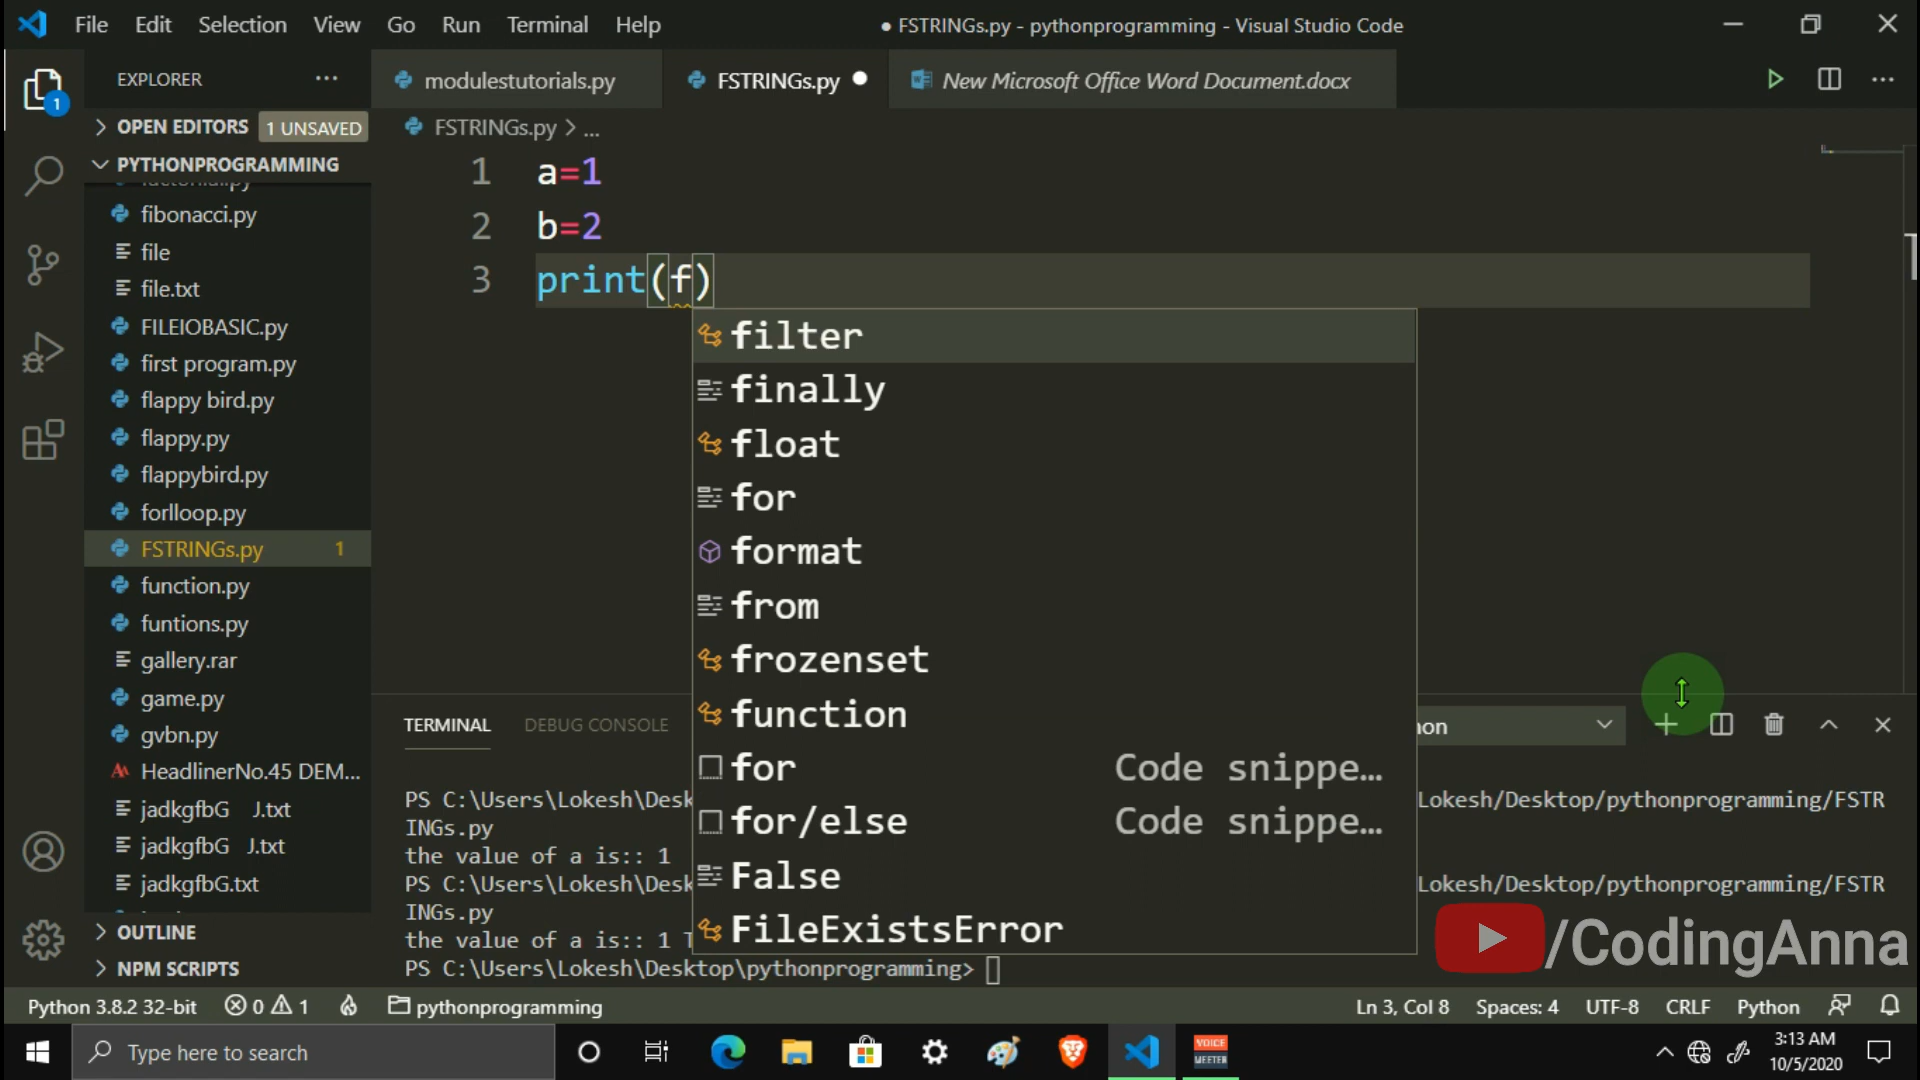 File Edit Selection View Go Run Terminal Help
● FSTRINGs.py - pythonprogramming - Visual Studio Code
EXPLORER ...
modulestutorials.py
FSTRINGs.py
New Microsoft Office Word Document.docx
1
OPEN EDITORS 1 UNSAVED
PYTHONPROGRAMMING
factorial.py
fibonacci.py
file
file.txt
FILEIOBASIC.py
first program.py
flappy bird.py
flappy.py
flappybird.py
forlloop.py
FSTRINGs.py 1
function.py
funtions.py
gallery.rar
game.py
gvbn.py
HeadlinerNo.45 DEM...
jadkgfbG J.txt
jadkgfbG J.txt
jadkgfbG.txt
OUTLINE
NPM SCRIPTS
FSTRINGs.py > ...
1 a=1
2 b=2
3 print(f)
filter
finally
float
for
format
from
frozenset
function
for Code snippe...
for/else Code snippe...
False
FileExistsError
TERMINAL DEBUG CONSOLE
hon
PS C:\Users\Lokesh\Desk Lokesh/Desktop/pythonprogramming/FSTR
INGs.py
the value of a is:: 1
PS C:\Users\Lokesh\Desk Lokesh/Desktop/pythonprogramming/FSTR
INGs.py
the value of a is:: 1 T
PS C:\Users\Lokesh\Desktop\pythonprogramming>
/CodingAnna
Python 3.8.2 32-bit 0 1 pythonprogramming
Ln 3, Col 8 Spaces: 4 UTF-8 CRLF Python
Type here to search
VOICE
MEETER
3:13 AM
10/5/2020